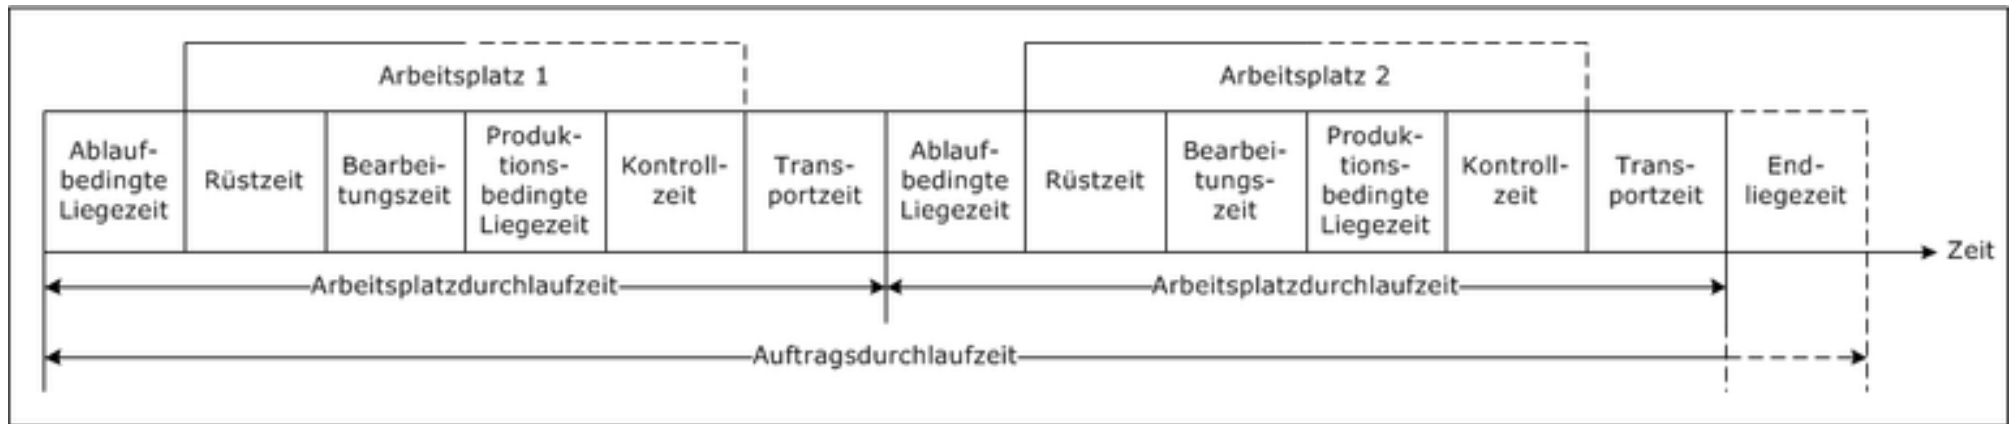 Arbeitsplatz 1
Arbeitsplatz 2
Ablauf-
bedingte
Liegezeit
Rüstzeit
Bearbei-
tungszeit
Produk-
tions-
bedingte
Liegezeit
Kontroll-
zeit
Trans-
portzeit
Ablauf-
bedingte
Liegezeit
Rüstzeit
Bearbei-
tungs-
zeit
Produk-
tions-
bedingte
Liegezeit
Kontroll-
zeit
Trans-
portzeit
End-
liegezeit
Zeit
Arbeitsplatzdurchlaufzeit
Arbeitsplatzdurchlaufzeit
Auftragsdurchlaufzeit